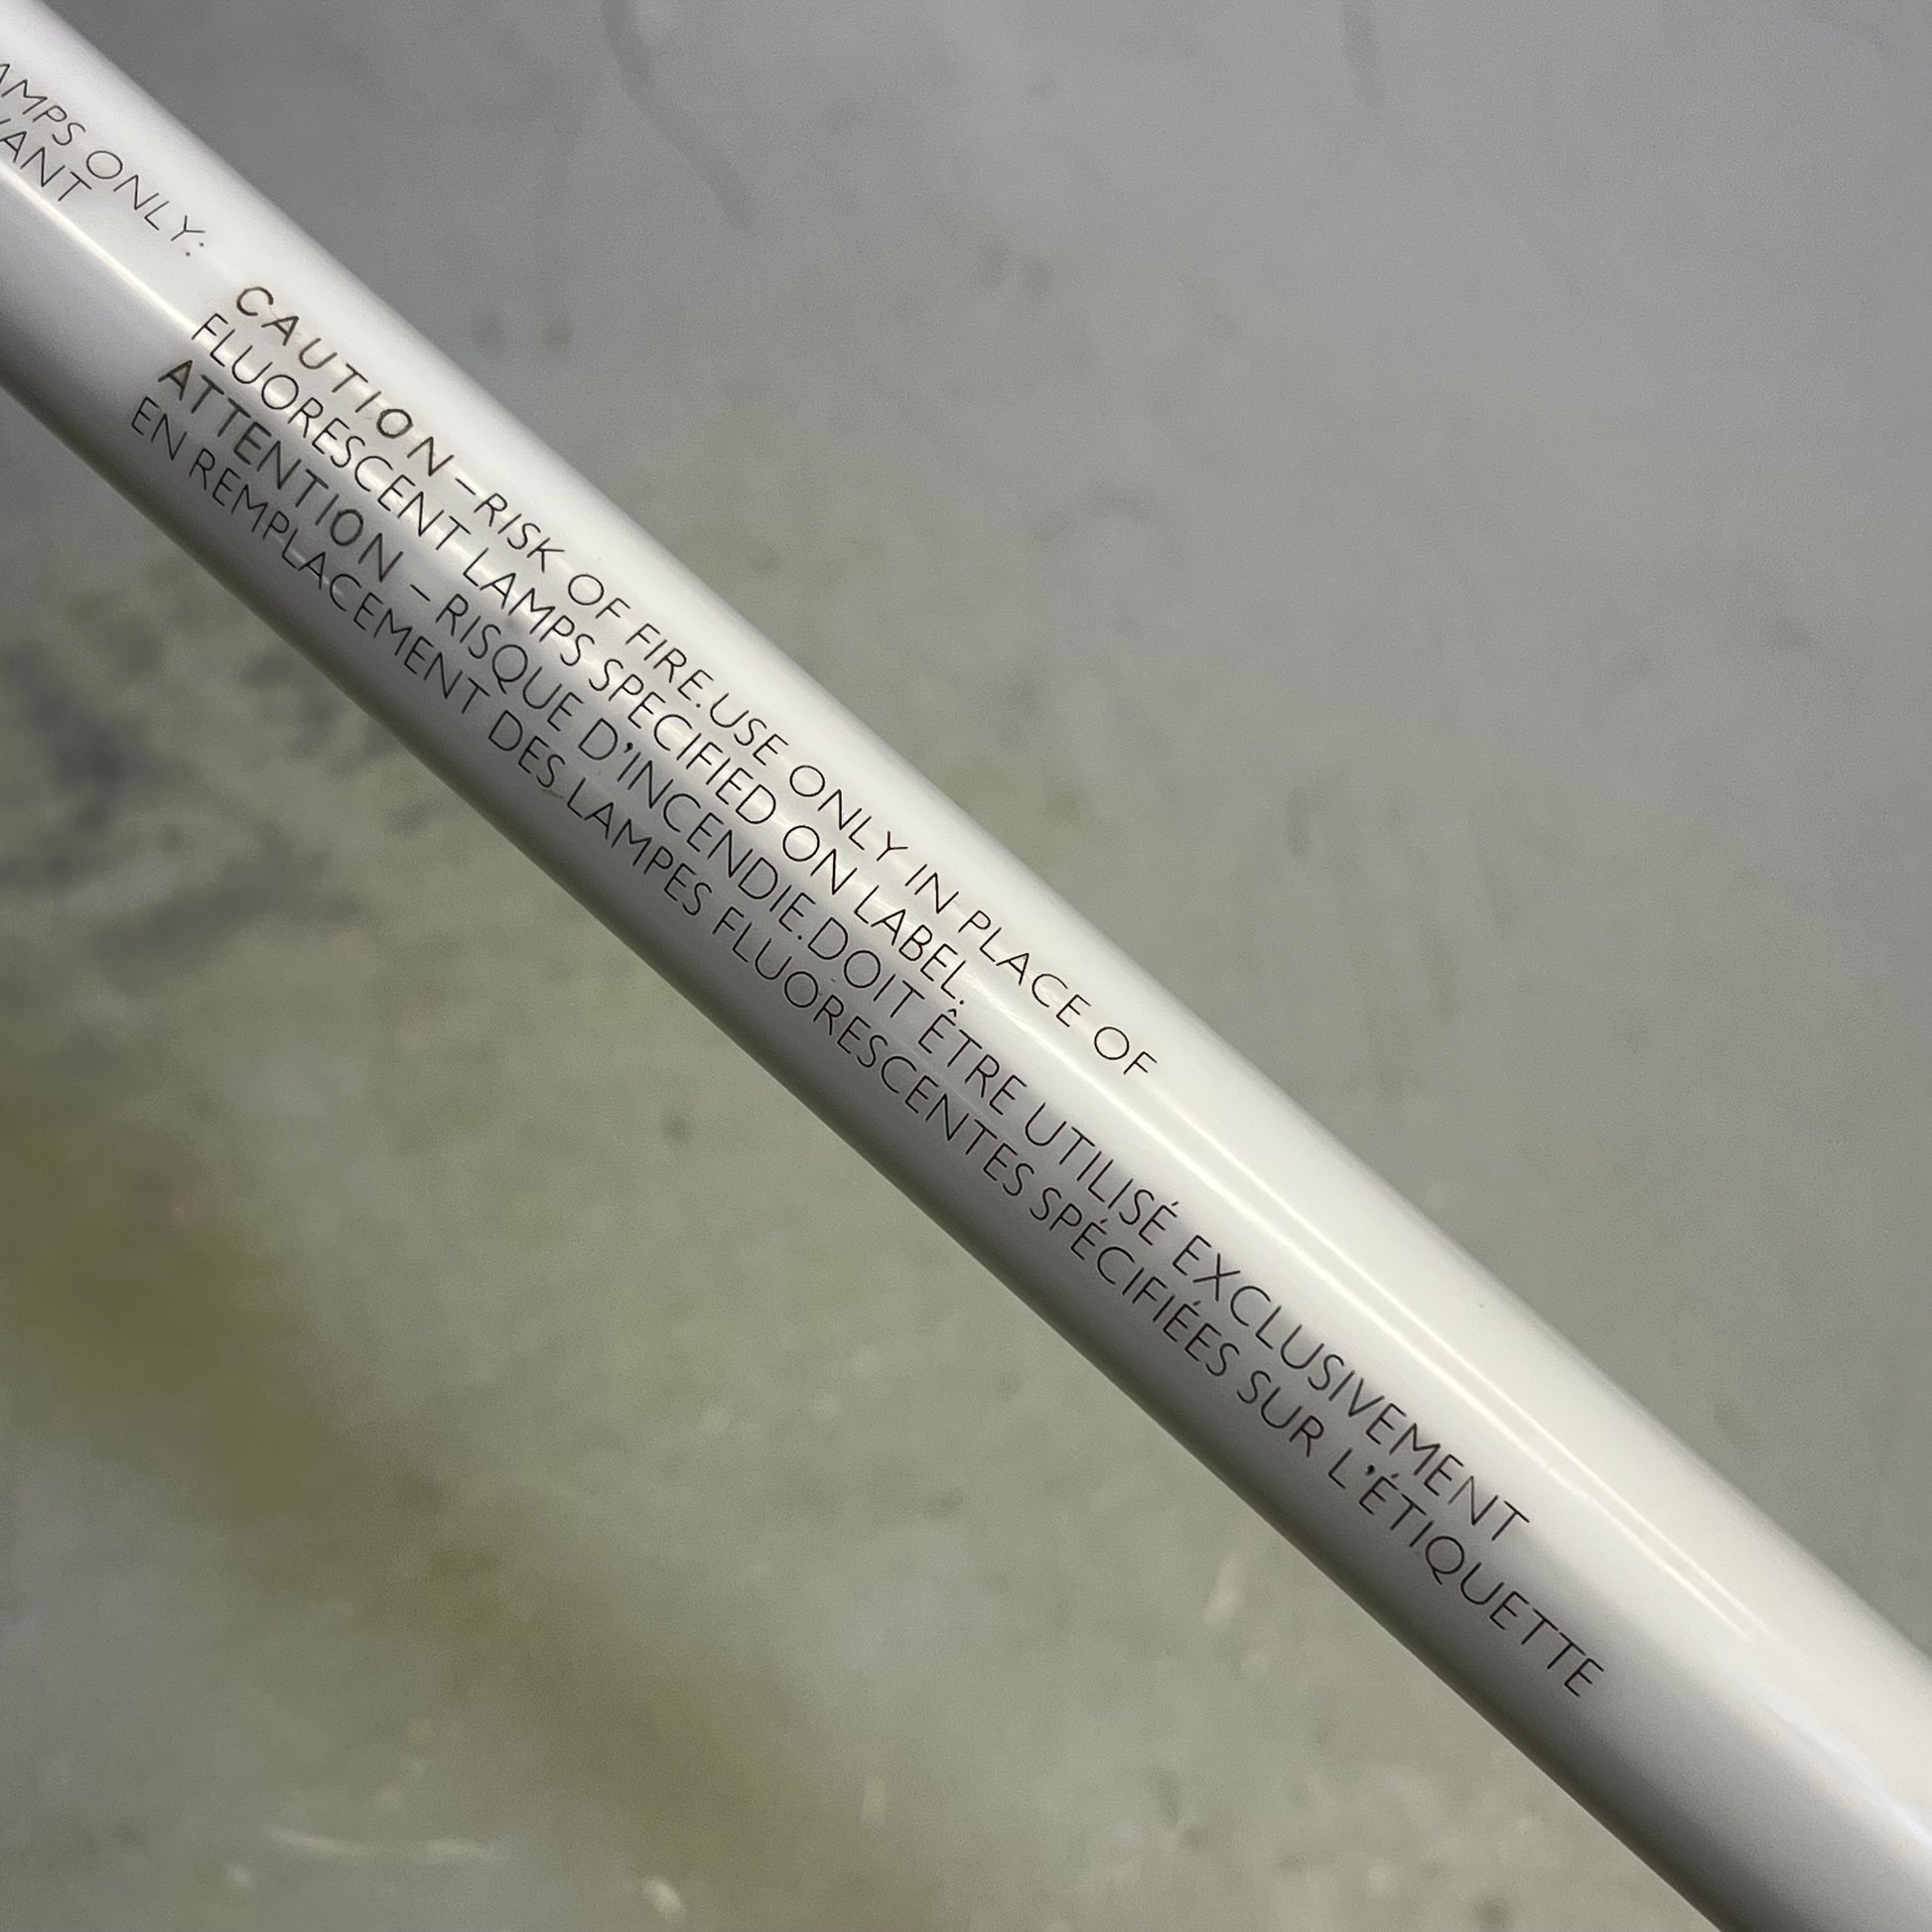 AMPS ONLY:
VANT
CAUTION –RISK OF FIRE.USE ONLY IN PLACE OF
FLUORESCENT LAMPS SPECIFIED ON LABEL.
ATTENTION –RISQUE D'INCENDIE.DOIT ÊTRE UTILISÉ EXCLUSIVEMENT
EN REMPLACEMENT DES LAMPES FLUORESCENTES SPÉCIFIÉES SUR L'ÉTIQUETTE